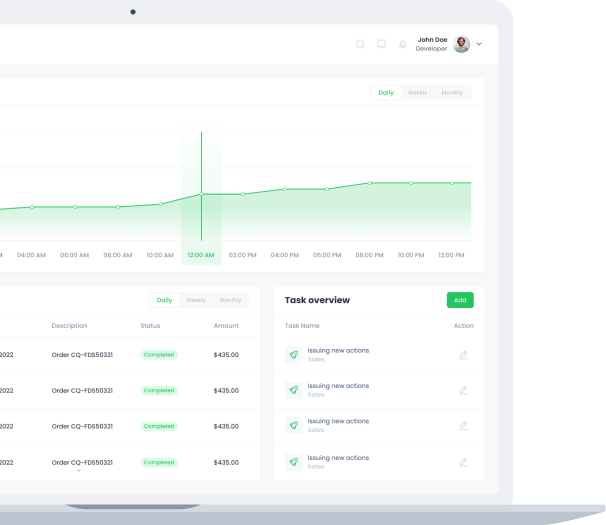 John Doe
Developer
Daily Weekly Monthly
M 04:00 AM 06:00 AM 08:00 AM 10:00 AM 12:00 AM 02:00 PM 04:00 PM 06:00 PM 08:00 PM 10:00 PM 12:00 PM
Daily Weekly Monthly
Task overview Add
Description Status Amount
Task Name Action
2022 Order CQ-FDS50321 Completed $435.00
Issuing new actions
Sales
2022 Order CQ-FDS50321 Completed $435.00
Issuing new actions
Sales
2022 Order CQ-FDS50321 Completed $435.00
Issuing new actions
Sales
2022 Order CQ-FDS50321 Completed $435.00
Issuing new actions
Sales